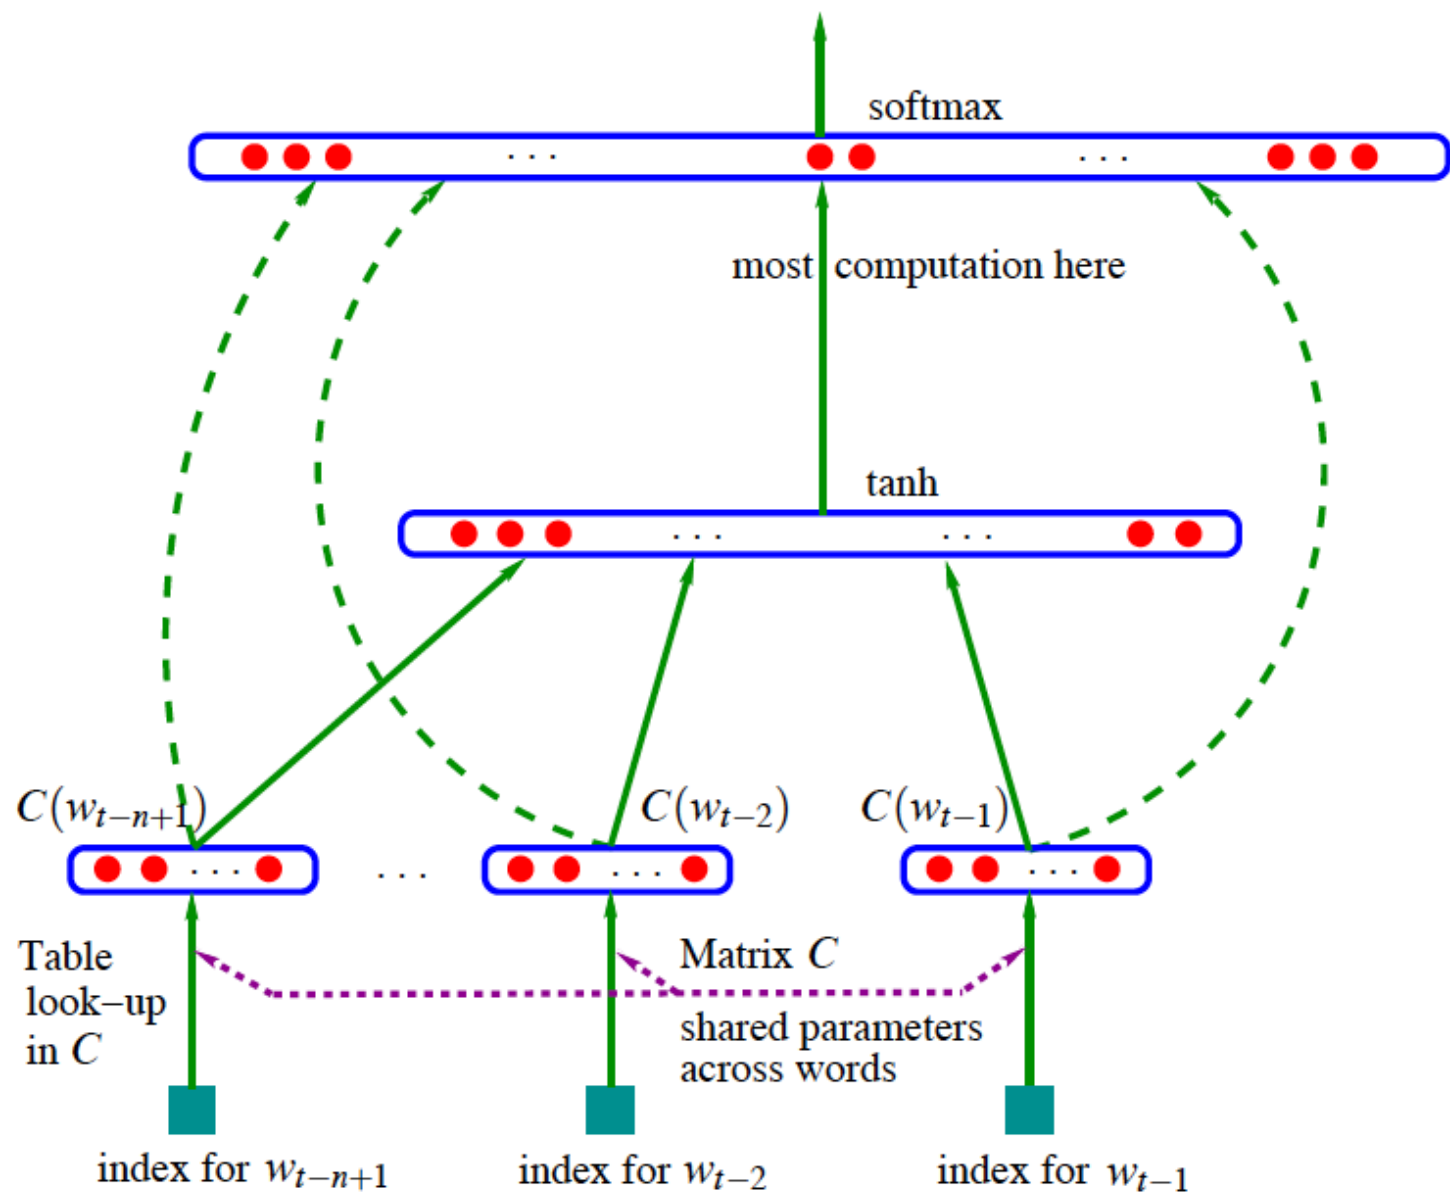 softmax
. . .
. . .
most computation here
tanh
. . .
. . .
C(wₜ₋ₙ₊₁)
C(wₜ₋₂)
C(wₜ₋₁)
. . .
. . .
. . .
. . .
Table
look–up
in C
Matrix C
shared parameters
across words
index for wₜ₋ₙ₊₁
index for wₜ₋₂
index for wₜ₋₁